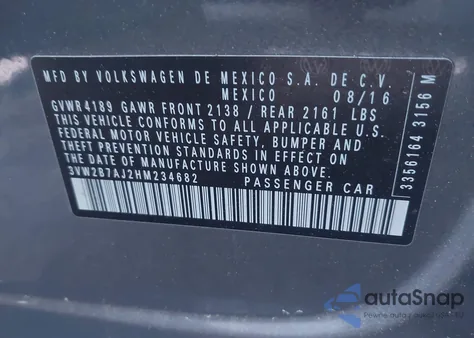 MFD BY VOLKSWAGEN DE MEXICO S.A. DE C.V.
MEXICO 08/16
GVWR4189 GAWR FRONT 2138 / REAR 2161 LBS
THIS VEHICLE CONFORMS TO ALL APPLICABLE U.S.
FEDERAL MOTOR VEHICLE SAFETY, BUMPER AND
THEFT PREVENTION STANDARDS IN EFFECT ON
THE DATE OF MANUFACTURE SHOWN ABOVE.
3VW2B7AJ2HM234682 PASSENGER CAR
3356164 3156 M
autoSnap